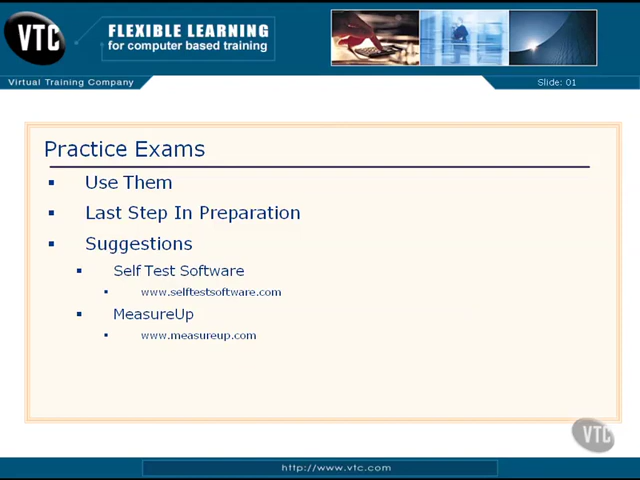 VTC
FLEXIBLE LEARNING
for computer based training
Virtual Training Company
Slide: 01
Practice Exams
Use Them
Last Step In Preparation
Suggestions
Self Test Software
www.selftestsoftware.com
MeasureUp
www.measureup.com
VTC
http://www.vtc.com